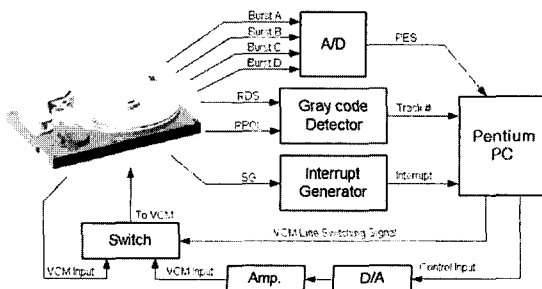 Burst A
Burst B
Burst C
Burst D
A/D
PES
RDS
Gray code
Detector
Track #
Pentium
PC
SG
Interrupt
Generator
Interrupt
To VCM
Switch
VCM Line Switching Signal
VCM Input
VCM Input
Amp.
D/A
Control Input